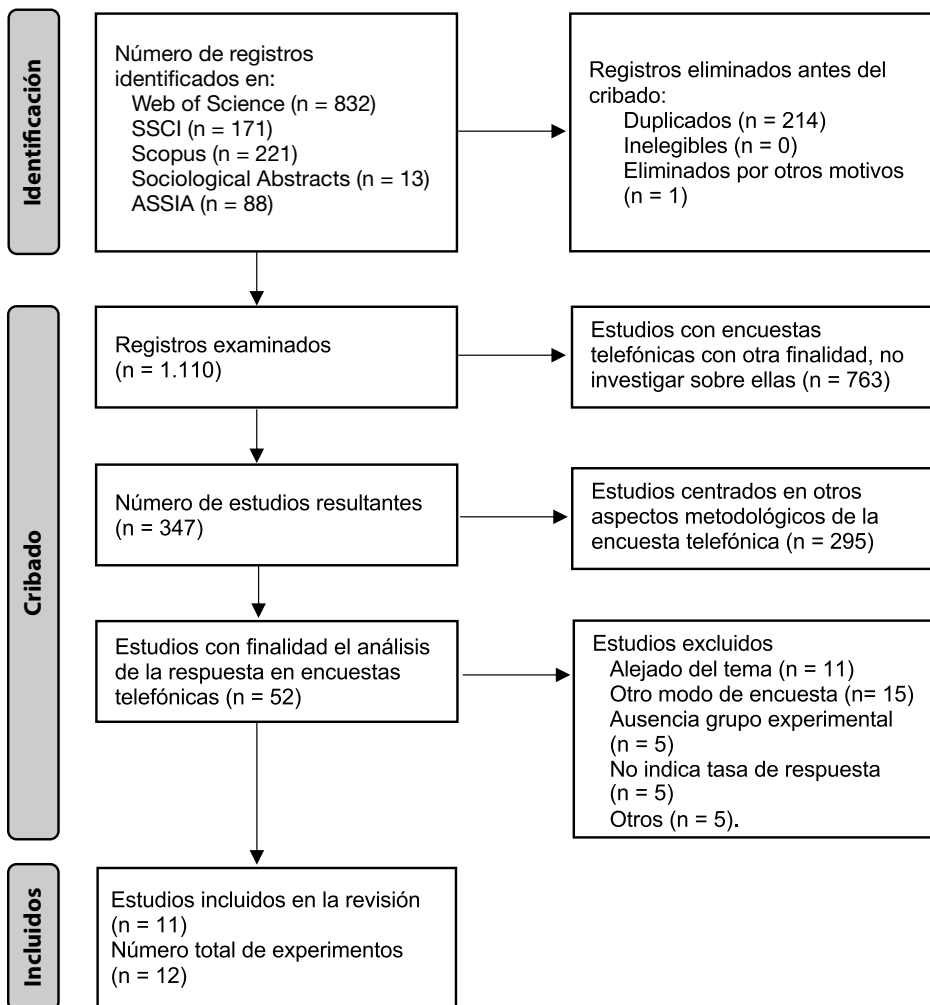 Identificación
Número de registros
identificados en:
Web of Science (n = 832)
SSCI (n = 171)
Scopus (n = 221)
Sociological Abstracts (n = 13)
ASSIA (n = 88)
Registros eliminados antes del
cribado:
Duplicados (n = 214)
Inelegibles (n = 0)
Eliminados por otros motivos
(n = 1)
Cribado
Registros examinados
(n = 1.110)
Estudios con encuestas
telefónicas con otra finalidad, no
investigar sobre ellas (n = 763)
Número de estudios resultantes
(n = 347)
Estudios centrados en otros
aspectos metodológicos de la
encuesta telefónica (n = 295)
Estudios con finalidad el análisis
de la respuesta en encuestas
telefónicas (n = 52)
Estudios excluidos
Alejado del tema (n = 11)
Otro modo de encuesta (n= 15)
Ausencia grupo experimental
(n = 5)
No indica tasa de respuesta
(n = 5)
Otros (n = 5).
Incluidos
Estudios incluidos en la revisión
(n = 11)
Número total de experimentos
(n = 12)